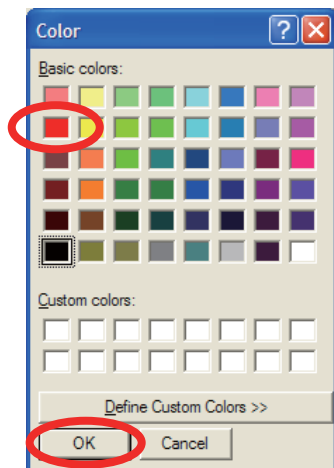 Color
Basic colors:
Custom colors:
Define Custom Colors >>
OK Cancel